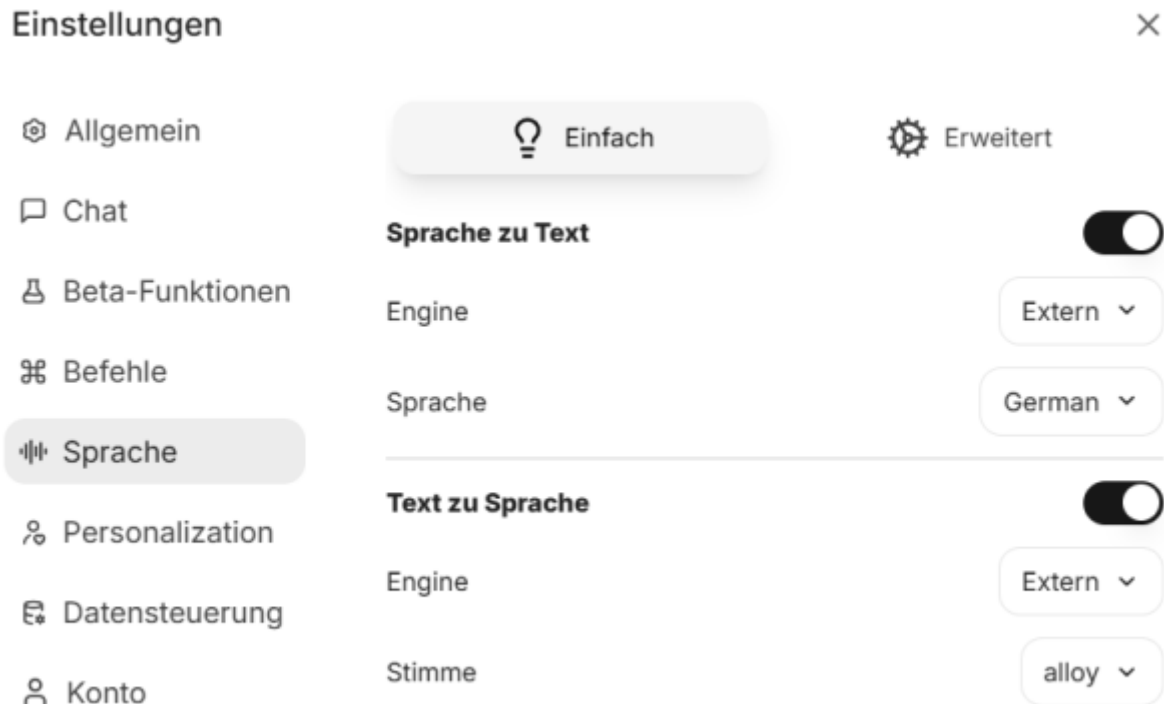 Einstellungen
Allgemein
Chat
Beta-Funktionen
Befehle
Sprache
Personalization
Datensteuerung
Konto
Einfach
Erweitert
Sprache zu Text
Engine
Extern
Sprache
German
Text zu Sprache
Engine
Extern
Stimme
alloy